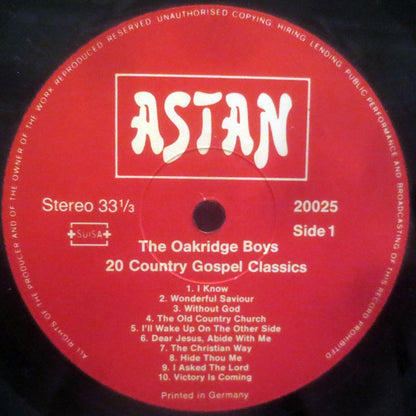 ALL RIGHTS OF THE PRODUCER AND OF THE OWNER OF THE WORK REPRODUCED RESERVED. UNAUTHORISED COPYING, HIRING, LENDING, PUBLIC PERFORMANCE AND BROADCASTING OF THIS RECORD PROHIBITED
ASTAN
Stereo 33 1/3
20025
SUISA
Side 1
The Oakridge Boys
20 Country Gospel Classics
1. I Know
2. Wonderful Saviour
3. Without God
4. The Old Country Church
5. I'll Wake Up On The Other Side
6. Dear Jesus, Abide With Me
7. The Christian Way
8. Hide Thou Me
9. I Asked The Lord
10. Victory Is Coming
Printed in Germany